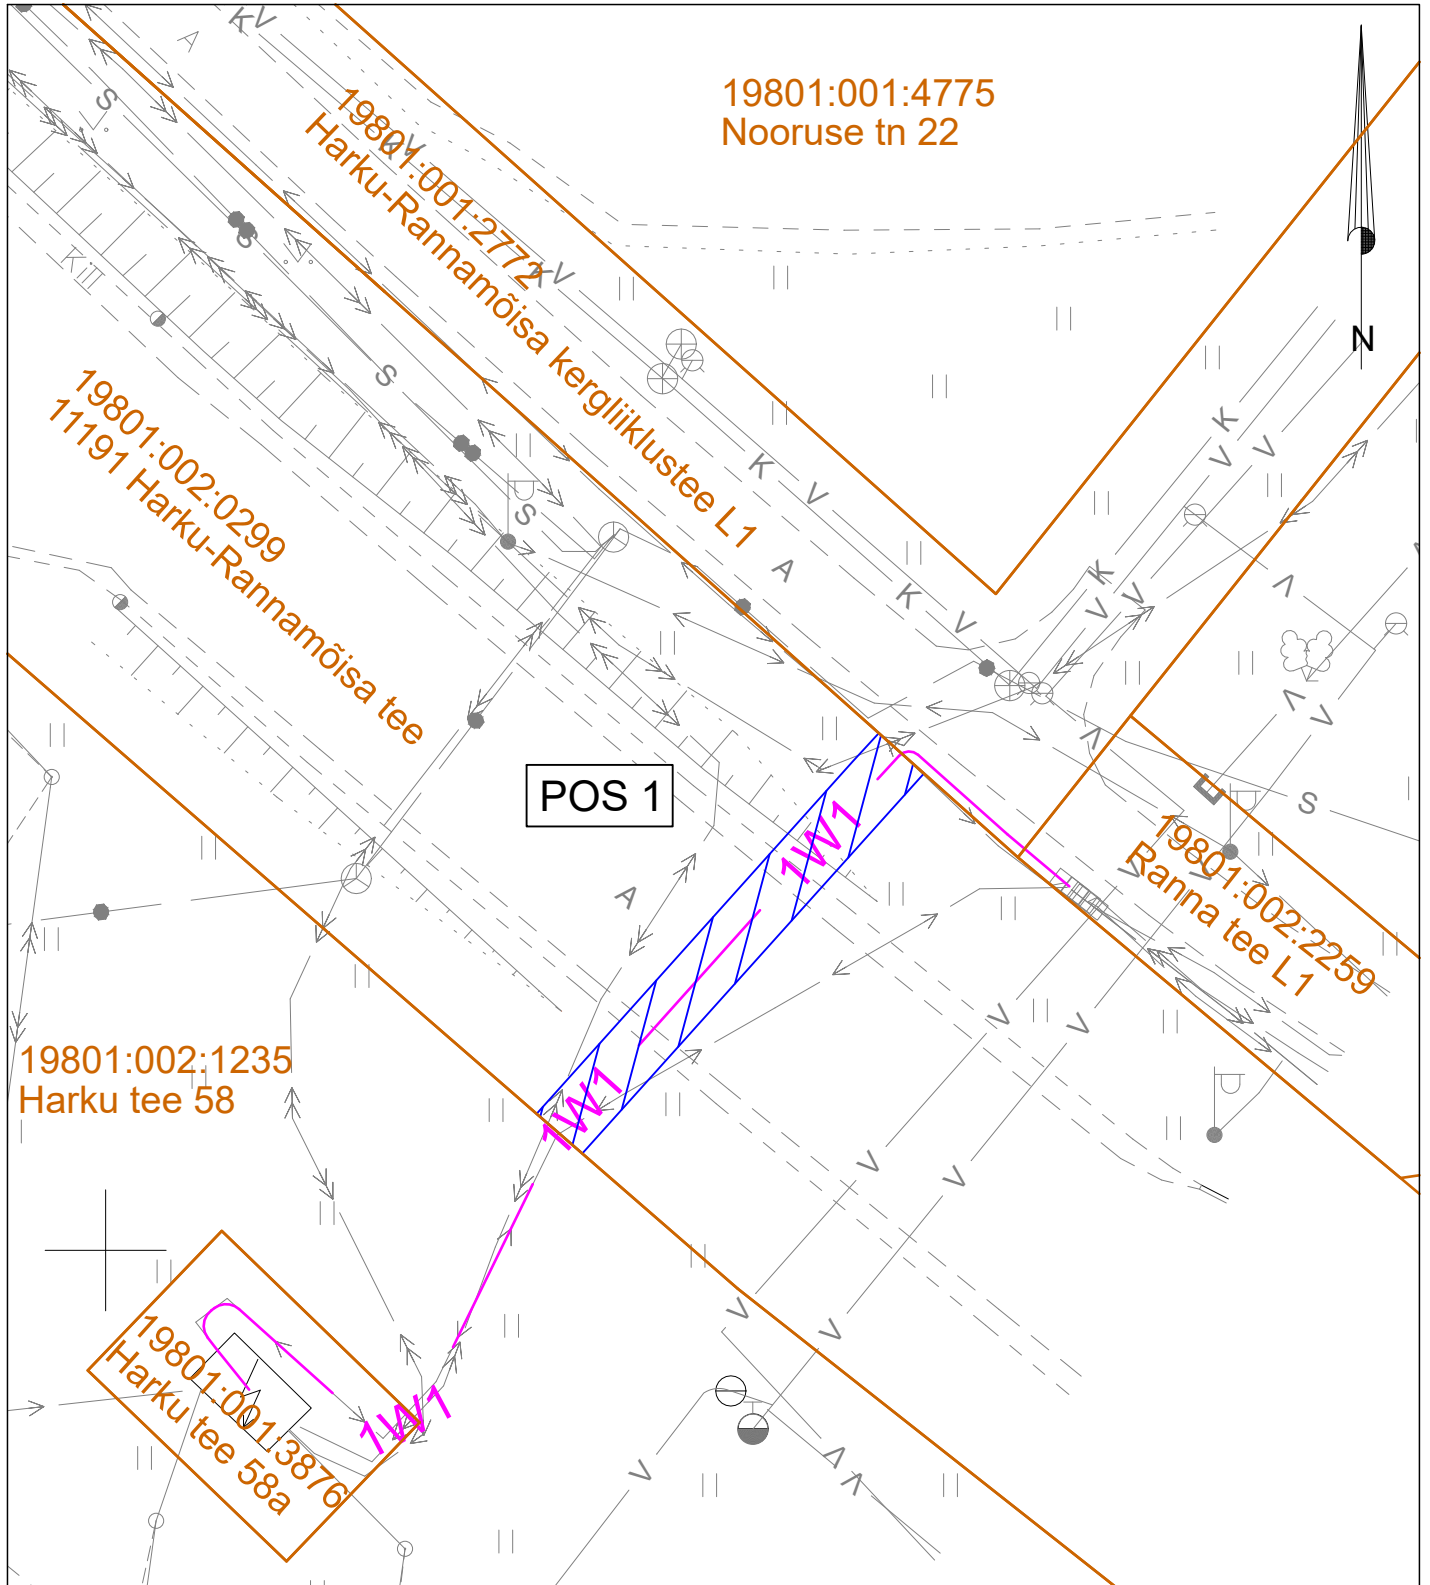 19801:001:4775
Nooruse tn 22
19801:001:2772
Harku-Rannamõisa kergliiklustee L1
N
19801:002:0299
11191 Harku-Rannamõisa tee
POS 1
1W1
19801:002:2259
Ranna tee L1
19801:002:1235
Harku tee 58
1W1
19801:001:3876
Harku tee 58a
1W1
Kill
A
S
S
S
S
S
A
A
K
V
K
V
K
V
K
V
K
V
K
V
V
K
V
V
V
V
V
V
V
V
V
V